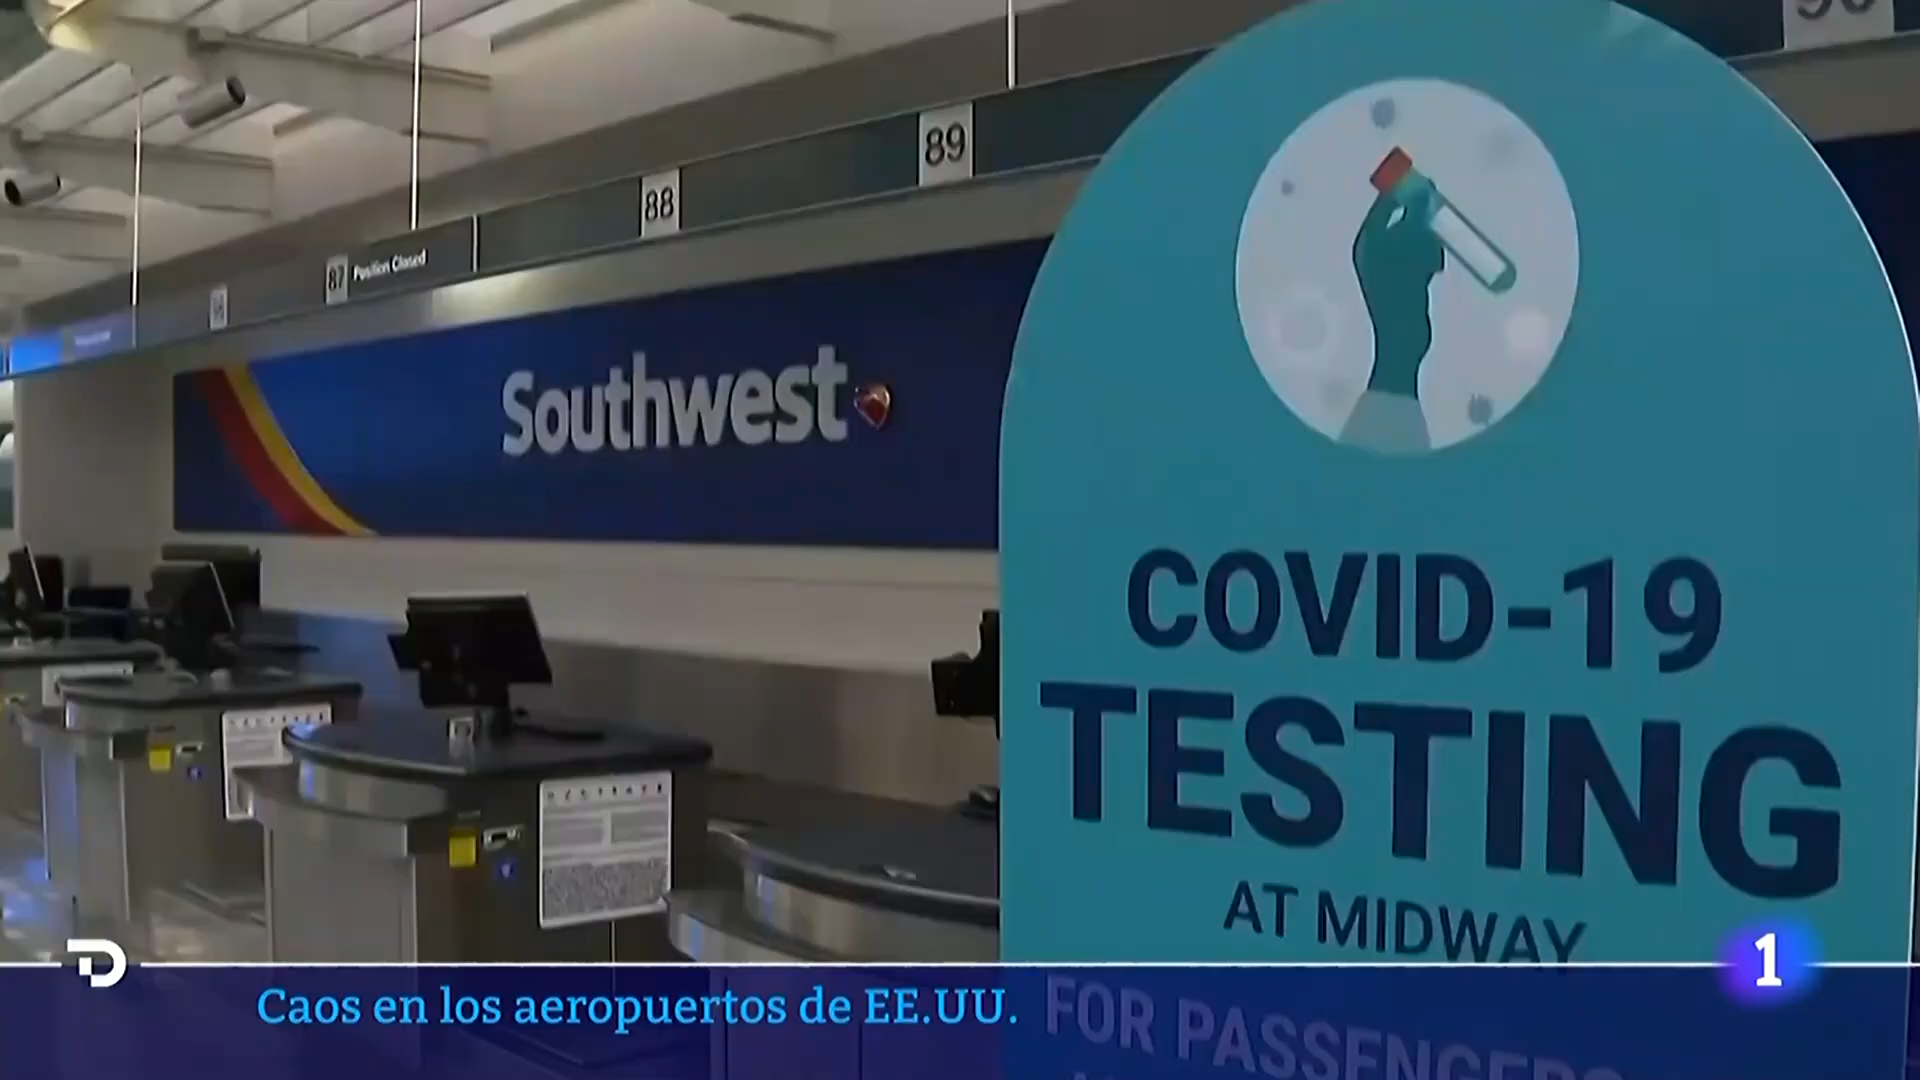 90
89
88
87 Position Closed
Southwest
COVID-19
TESTING
AT MIDWAY
FOR PASSENGERS
1
Caos en los aeropuertos de EE.UU.